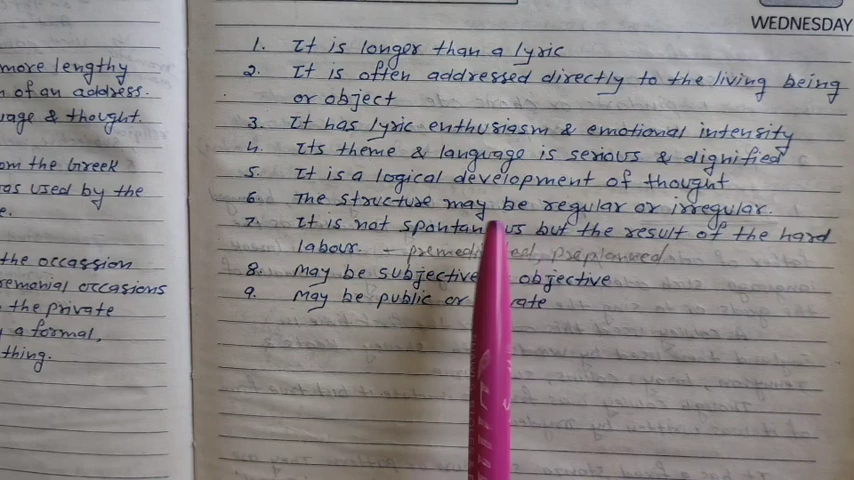 WEDNESDAY
more lengthy
n of an address.
uage & thought.
om the Greek
as used by the
e.
the occassion
remonial occasions
the private
y a formal,
thing.
1. It is longer than a lyric
2. It is often addressed directly to the living being
or object
3. It has lyric enthusiasm & emotional intensity
4. Its theme & language is serious & dignified
5. It is a logical development of thought
6. The structure may be regular or irregular.
7. It is not spontan us but the result of the hard
labour. - premedi ed, preplanned
8. may be subjective objective
9. May be public or ate